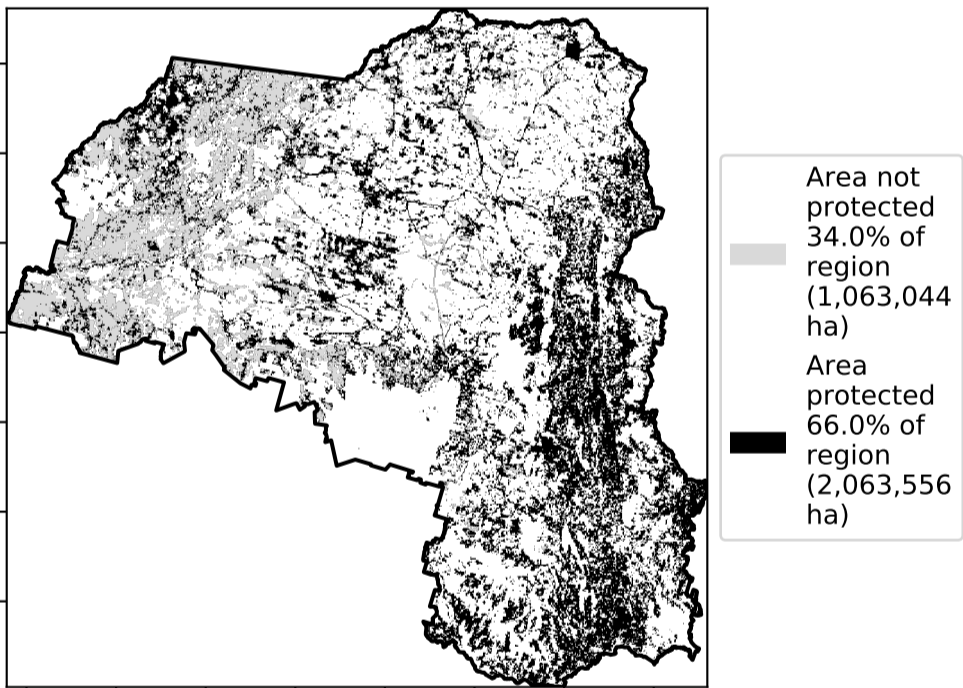 Area not
protected
34.0% of
region
(1,063,044
ha)
Area
protected
66.0% of
region
(2,063,556
ha)